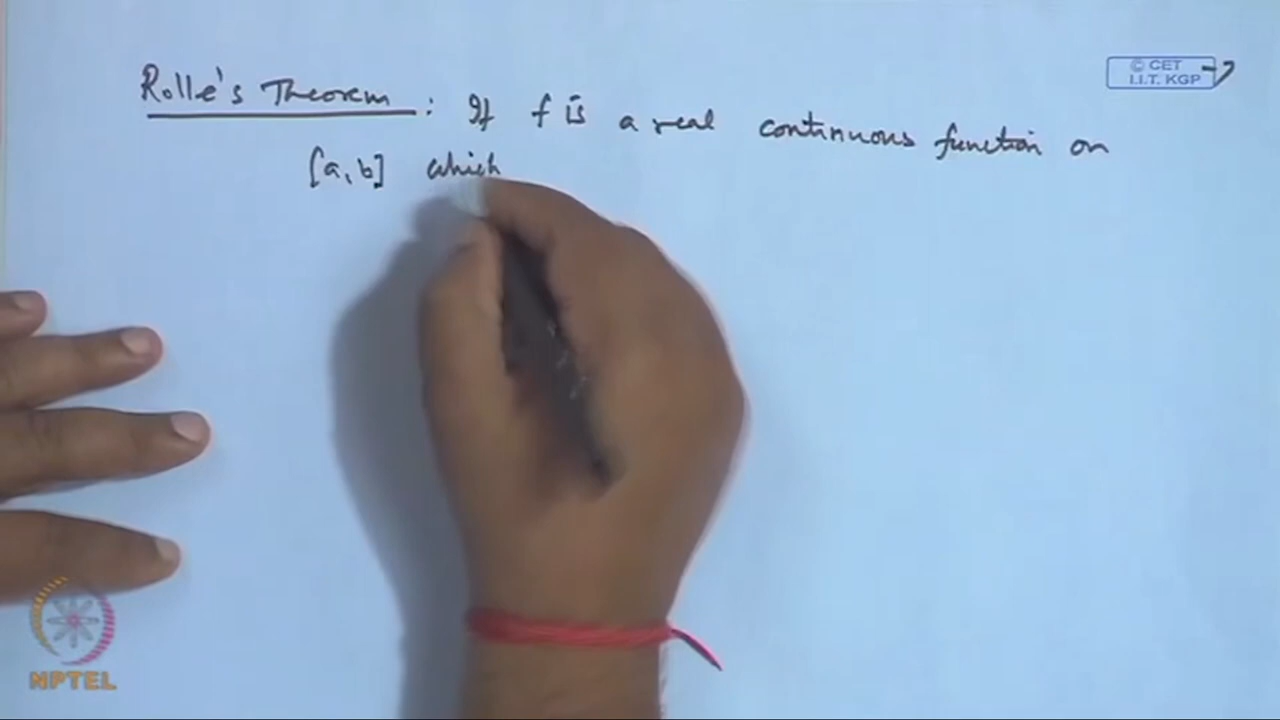 Rolle's Theorem : If f is a real continuous function on
[a, b] which
© CET
I.I.T. KGP
NPTEL